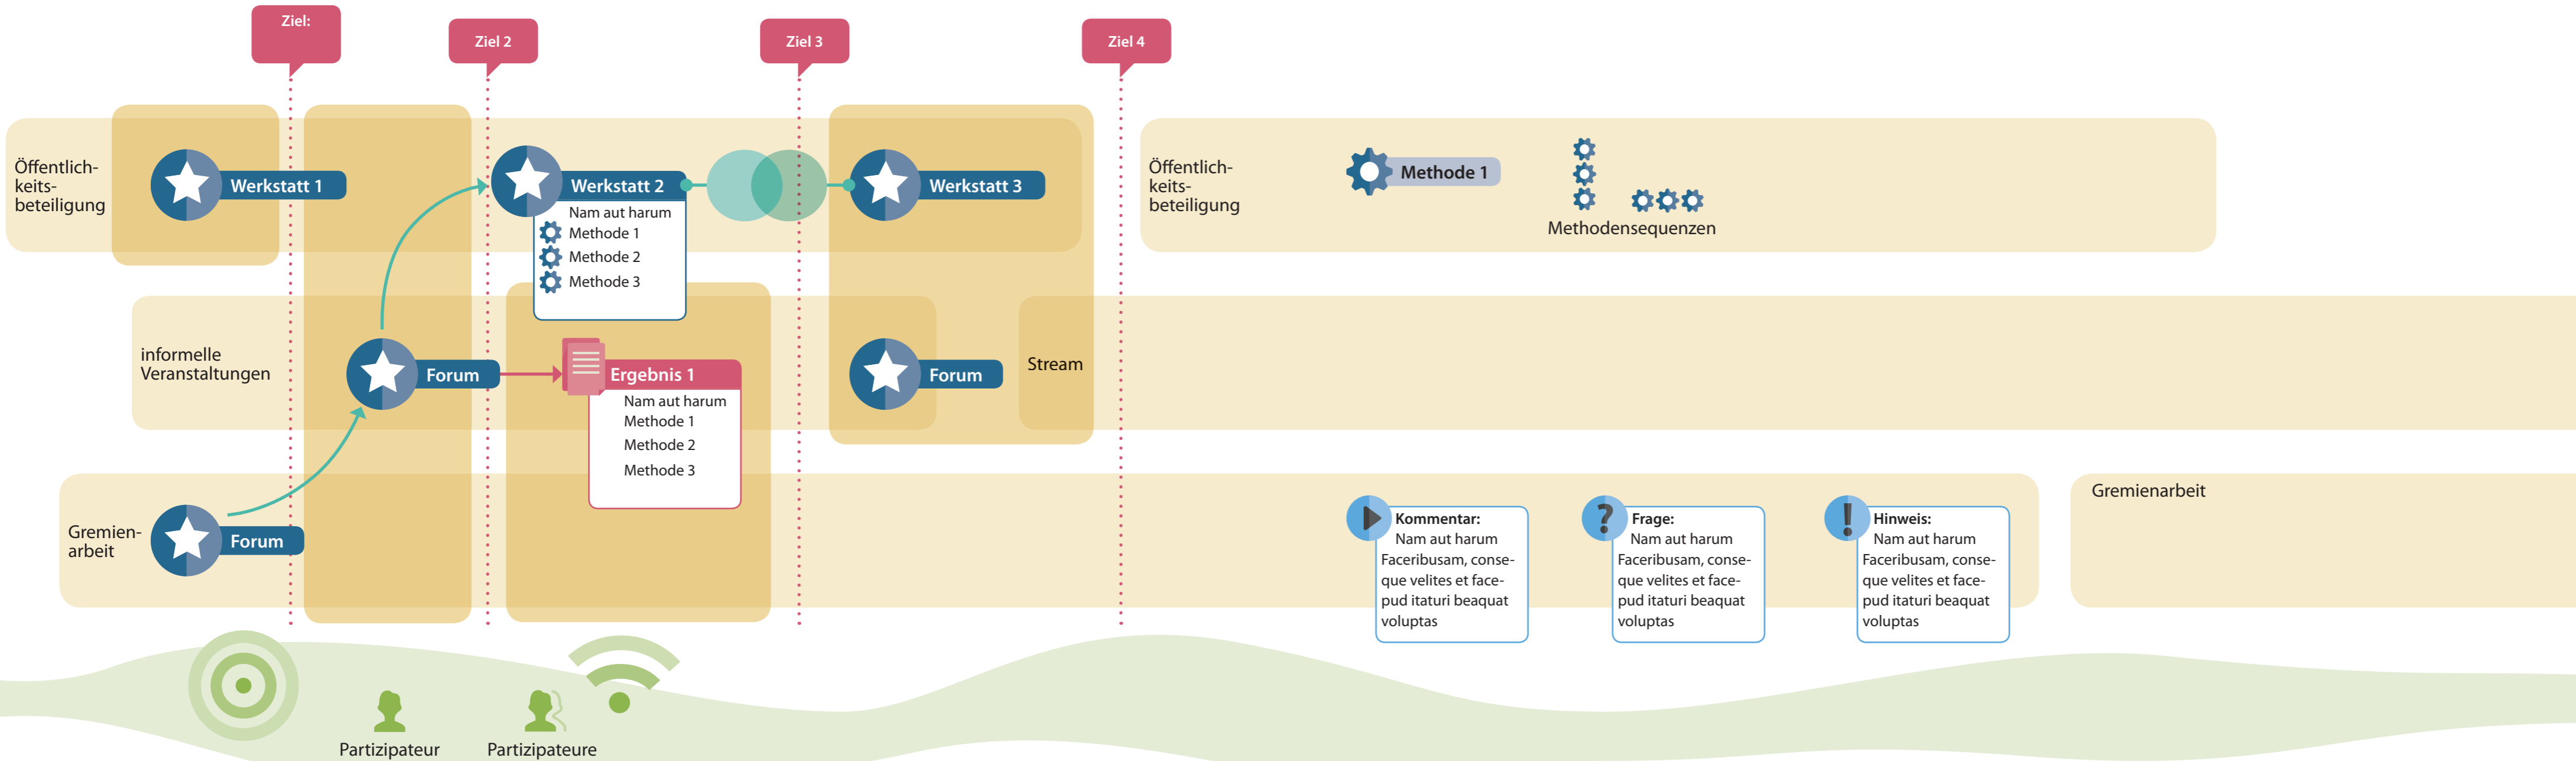 Ziel:
Ziel 2
Ziel 3
Ziel 4
Öffentlich-
keits-
beteiligung
Werkstatt 1
Werkstatt 2
Nam aut harum
Methode 1
Methode 2
Methode 3
Werkstatt 3
Öffentlich-
keits-
beteiligung
Methode 1
Methodensequenzen
informelle
Veranstaltungen
Forum
Ergebnis 1
Nam aut harum
Methode 1
Methode 2
Methode 3
Forum
Stream
Gremien-
arbeit
Forum
Kommentar:
Nam aut harum
Faceribusam, conse-
que velites et face-
pud itaturi beaquat
voluptas
Frage:
Nam aut harum
Faceribusam, conse-
que velites et face-
pud itaturi beaquat
voluptas
Hinweis:
Nam aut harum
Faceribusam, conse-
que velites et face-
pud itaturi beaquat
voluptas
Gremienarbeit
Partizipateur
Partizipateure